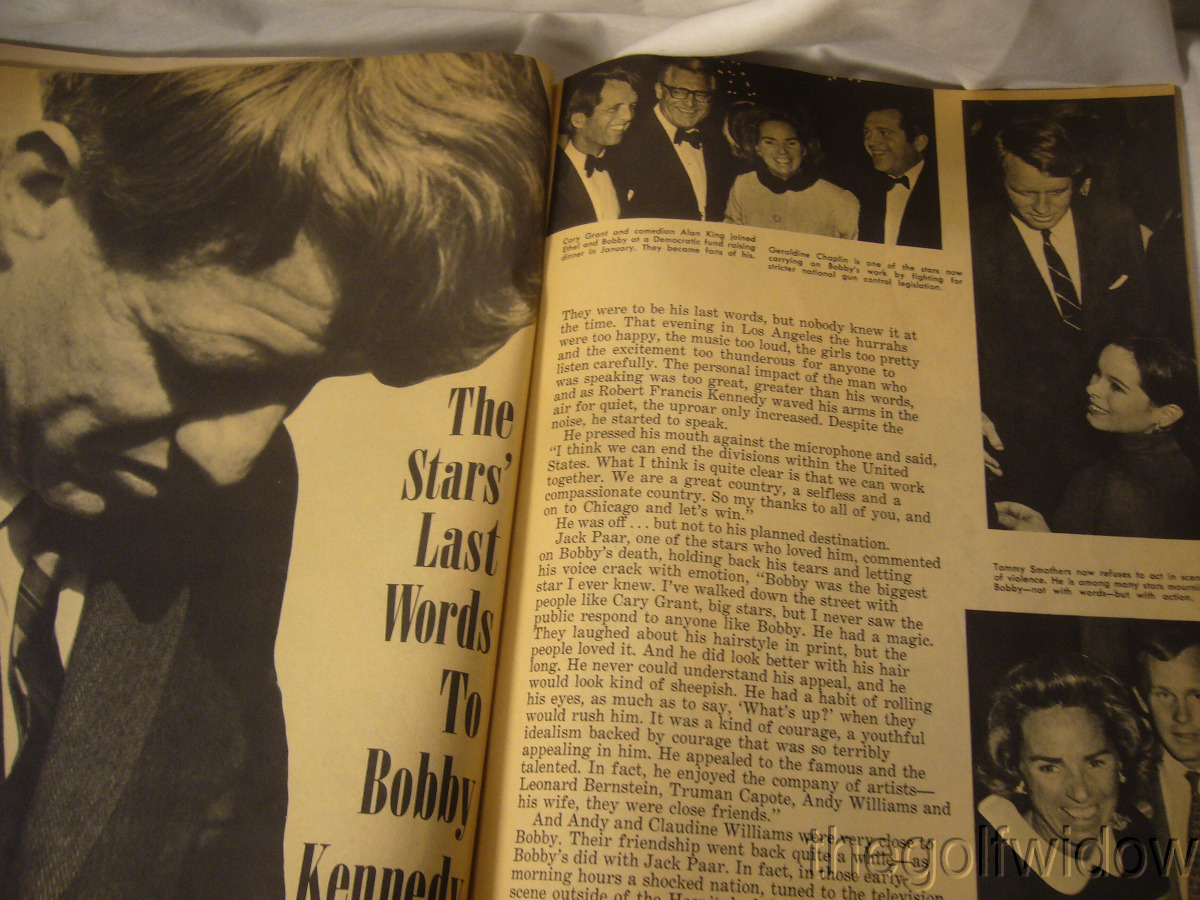 The
Stars'
Last
Words
To
Bobby
Kennedy
Cary Grant and comedian Alan King joined
Ethel and Bobby at a Democratic fund raising
dinner in January. They became fans of his.
Geraldine Chaplin is one of the stars now
carrying on Bobby's work by fighting for
stricter national gun control legislation.
They were to be his last words, but nobody knew it at
the time. That evening in Los Angeles the hurrahs
were too happy, the music too loud, the girls too pretty
and the excitement too thunderous for anyone to
listen carefully. The personal impact of the man who
was speaking was too great, greater than his words,
and as Robert Francis Kennedy waved his arms in the
air for quiet, the uproar only increased. Despite the
noise, he started to speak.
He pressed his mouth against the microphone and said,
"I think we can end the divisions within the United
States. What I think is quite clear is that we can work
together. We are a great country, a selfless and a
compassionate country. So my thanks to all of you, and
on to Chicago and let's win."
He was off . . . but not to his planned destination.
Jack Paar, one of the stars who loved him, commented
on Bobby's death, holding back his tears and letting
his voice crack with emotion, "Bobby was the biggest
star I ever knew. I've walked down the street with
people like Cary Grant, big stars, but I never saw the
public respond to anyone like Bobby. He had a magic.
They laughed about his hairstyle in print, but the
people loved it. And he did look better with his hair
long. He never could understand his appeal, and he
would look kind of sheepish. He had a habit of rolling
his eyes, as much as to say, 'What's up?' when they
would rush him. It was a kind of courage, a youthful
idealism backed by courage that was so terribly
appealing in him. He appealed to the famous and the
talented. In fact, he enjoyed the company of artists—
Leonard Bernstein, Truman Capote, Andy Williams and
his wife, they were close friends."
And Andy and Claudine Williams were very close to
Bobby. Their friendship went back quite a while—as
Bobby's did with Jack Paar. In fact, in those early-
morning hours a shocked nation, tuned to the television
scene outside of the
Tommy Smothers now refuses to act in
of violence. He is among many stars
Bobby—not with words—but with action.
thegolfwidow